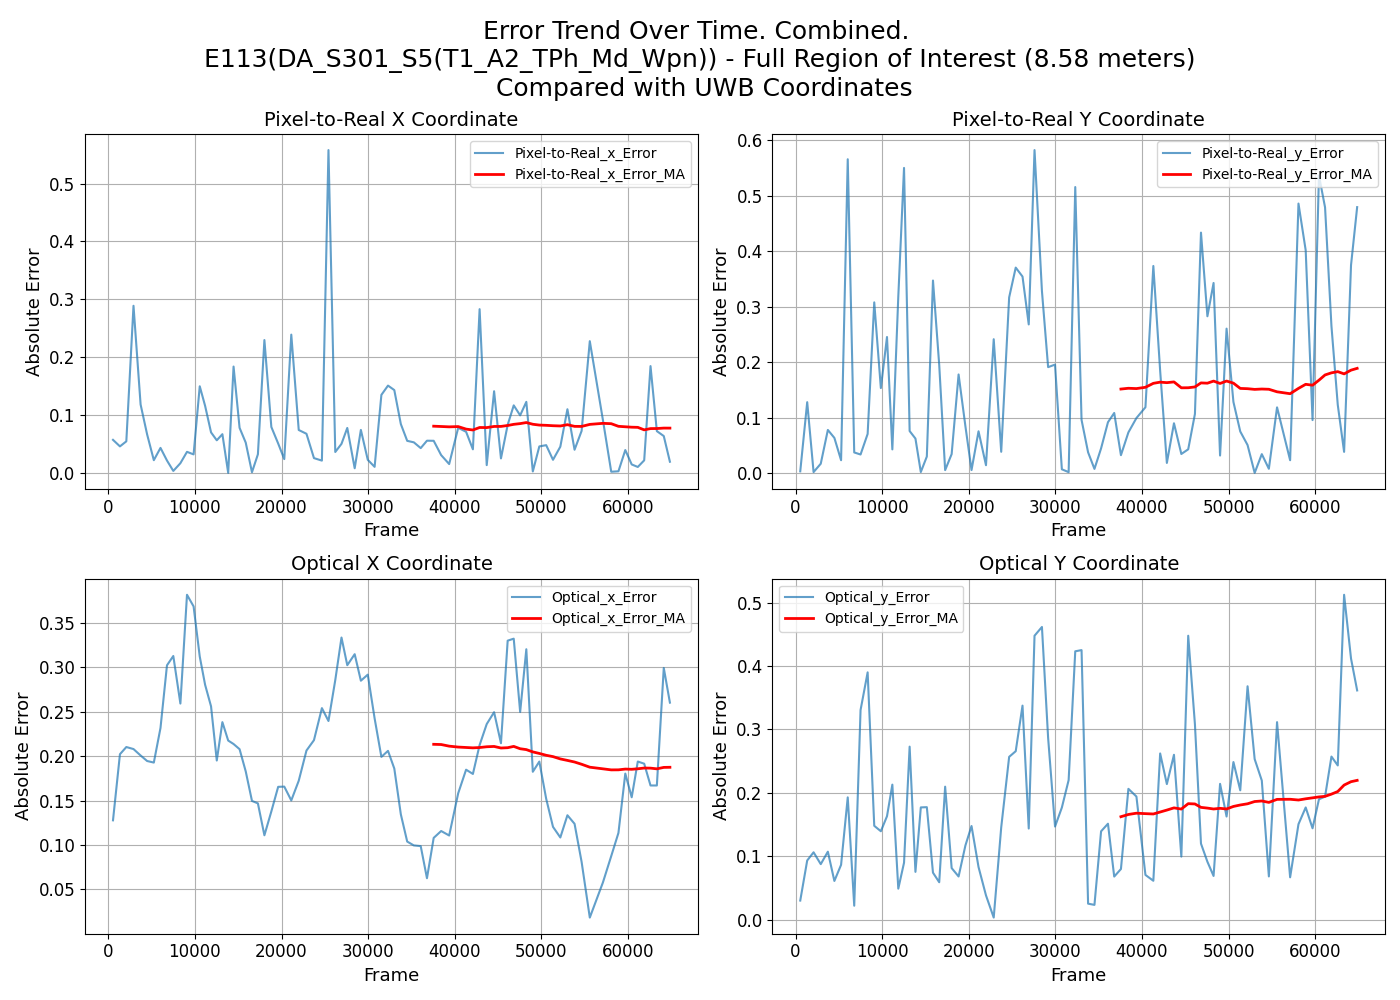 Error Trend Over Time. Combined.
E113(DA_S301_S5(T1_A2_TPh_Md_Wpn)) - Full Region of Interest (8.58 meters)
Compared with UWB Coordinates
Pixel-to-Real X Coordinate
Pixel-to-Real_x_Error
Pixel-to-Real_x_Error_MA
Absolute Error
0.5
0.4
0.3
0.2
0.1
0.0
0 10000 20000 30000 40000 50000 60000
Frame
Pixel-to-Real Y Coordinate
Pixel-to-Real_y_Error
Pixel-to-Real_y_Error_MA
Absolute Error
0.6
0.5
0.4
0.3
0.2
0.1
0.0
0 10000 20000 30000 40000 50000 60000
Frame
Optical X Coordinate
Optical_x_Error
Optical_x_Error_MA
Absolute Error
0.35
0.30
0.25
0.20
0.15
0.10
0.05
0 10000 20000 30000 40000 50000 60000
Frame
Optical Y Coordinate
Optical_y_Error
Optical_y_Error_MA
Absolute Error
0.5
0.4
0.3
0.2
0.1
0.0
0 10000 20000 30000 40000 50000 60000
Frame